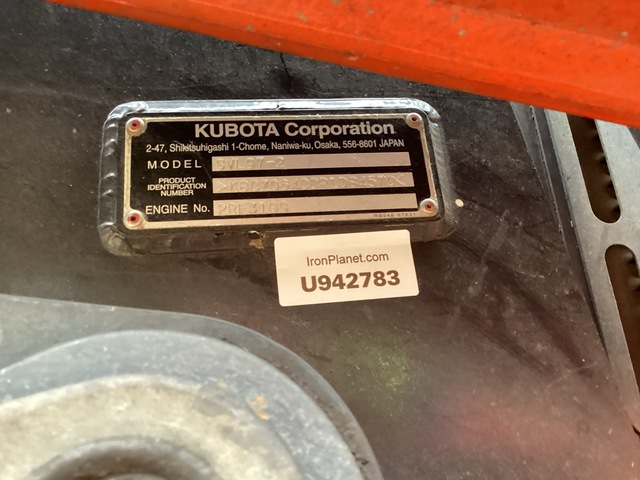 KUBOTA Corporation
2-47, Shikitsuhigashi 1-Chome, Naniwa-ku, Osaka, 556-8601 JAPAN
MODEL
PRODUCT
IDENTIFICATION
NUMBER
ENGINE No.
IronPlanet.com
U942783